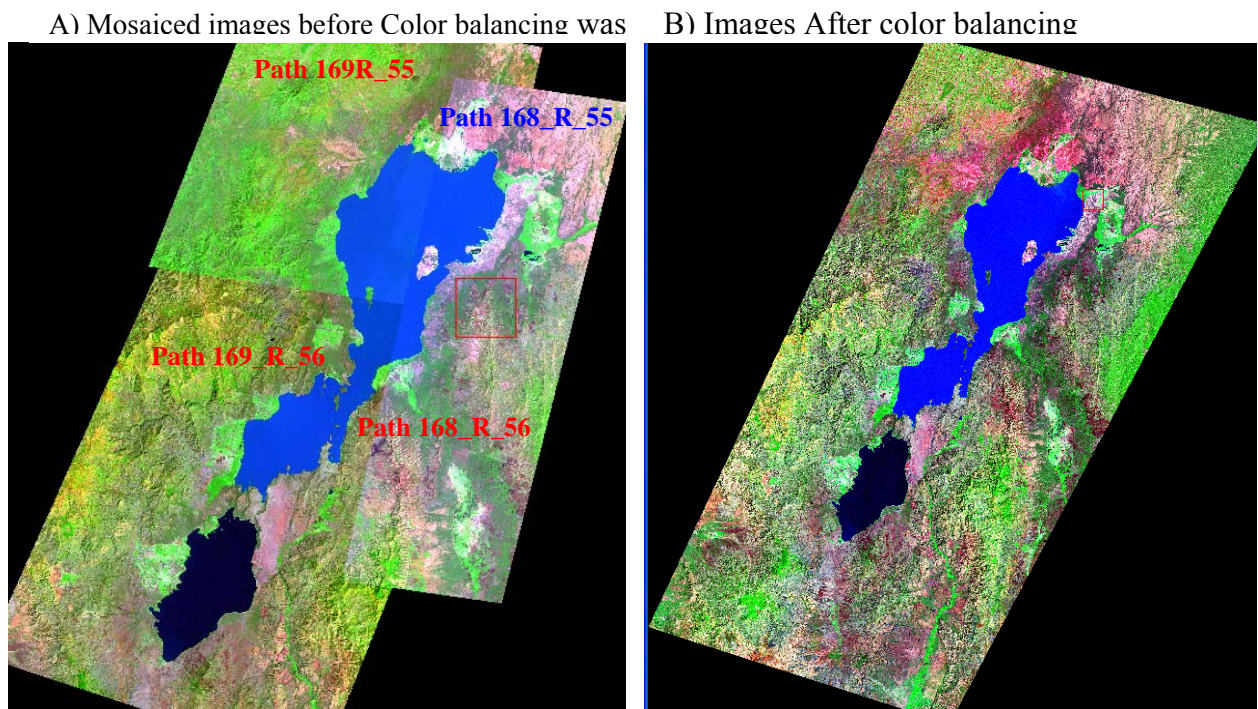 A) Mosaiced images before Color balancing was
B) Images After color balancing
Path 169R_55
Path 168_R_55
Path 169_R_56
Path 168_R_56